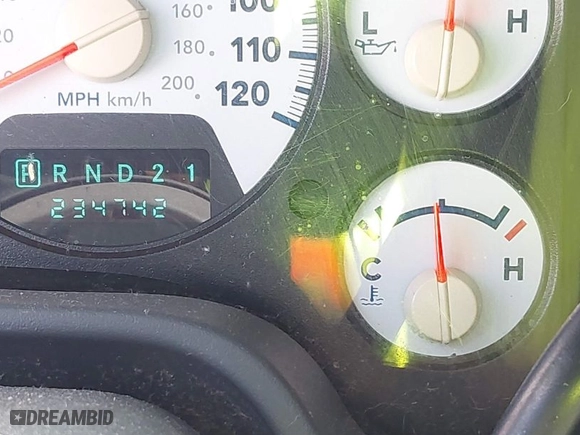 100
160
110
180
120
200
MPH km/h
L H
P R N D 2 1
234742
C H
DREAMBID